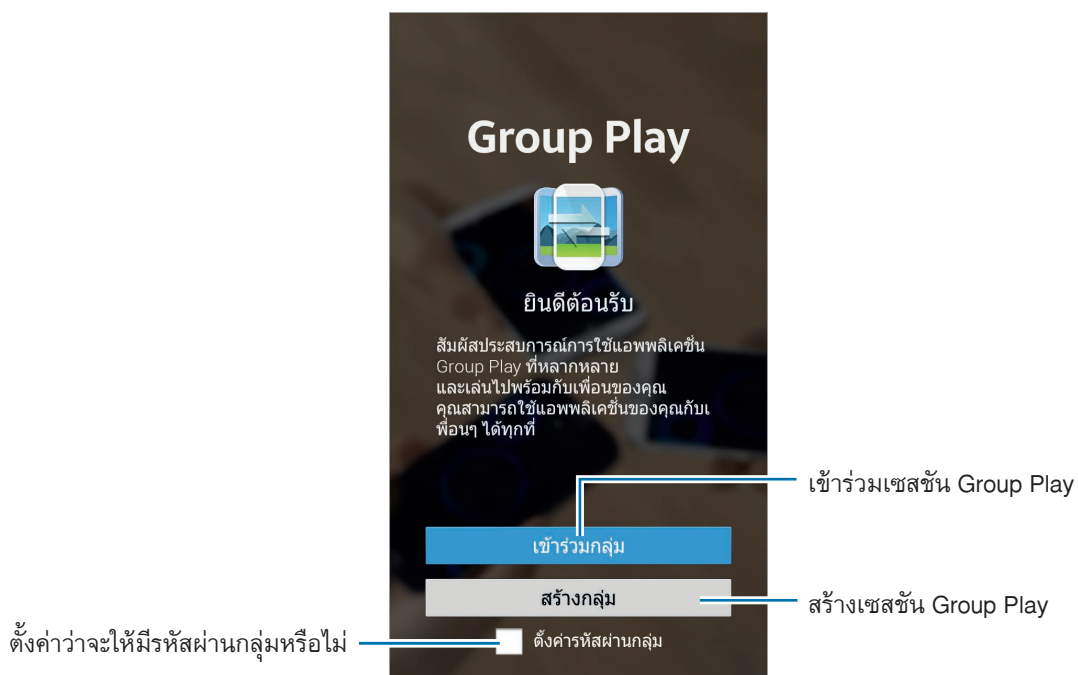 Group Play
ยินดีต้อนรับ
สัมผัสประสบการณ์การใช้แอพพลิเคชั่น
Group Play ที่หลากหลาย
และเล่นไปพร้อมกับเพื่อนของคุณ
คุณสามารถใช้แอพพลิเคชั่นของคุณกับเ
พื่อนๆ ได้ทุกที่
เข้าร่วมเซสชัน Group Play
เข้าร่วมกลุ่ม
สร้างกลุ่ม
สร้างเซสชัน Group Play
ตั้งค่าว่าจะให้มีรหัสผ่านกลุ่มหรือไม่
ตั้งค่ารหัสผ่านกลุ่ม